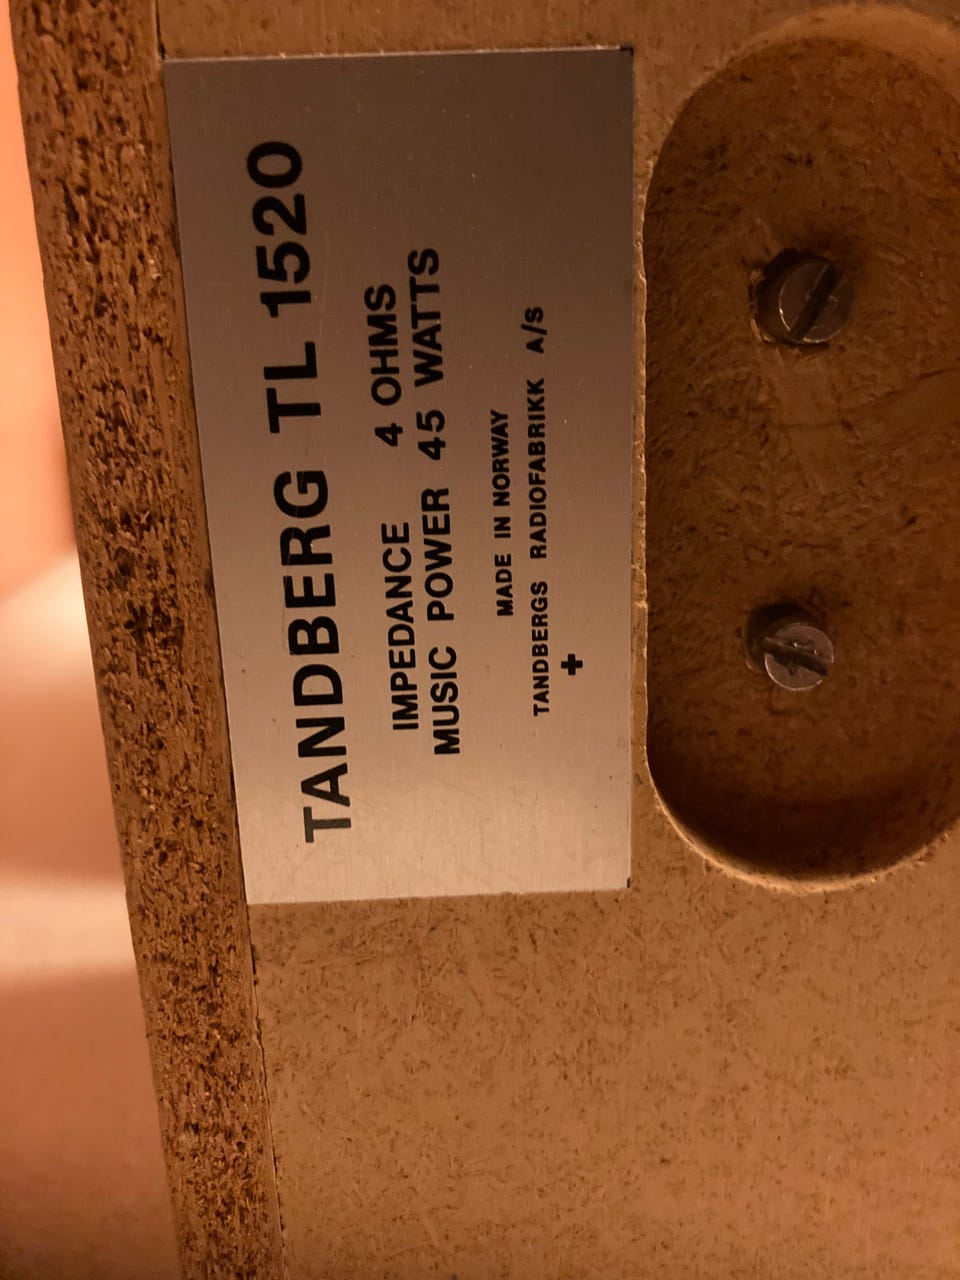 TANDBERG TL 1520
IMPEDANCE 4 OHMS
MUSIC POWER 45 WATTS
MADE IN NORWAY
TANDBERGS RADIOFABRIKK A/S
+